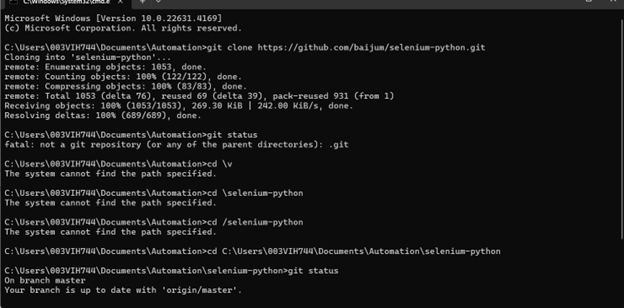 C:\Windows\System32\cmd.e
Microsoft Windows [Version 10.0.22631.4169]
(c) Microsoft Corporation. All rights reserved.
C:\Users\003VIH744\Documents\Automation>git clone https://github.com/baijum/selenium-python.git
Cloning into 'selenium-python'...
remote: Enumerating objects: 1053, done.
remote: Counting objects: 100% (122/122), done.
remote: Compressing objects: 100% (83/83), done.
remote: Total 1053 (delta 76), reused 69 (delta 39), pack-reused 931 (from 1)
Receiving objects: 100% (1053/1053), 269.30 KiB | 242.00 KiB/s, done.
Resolving deltas: 100% (689/689), done.
C:\Users\003VIH744\Documents\Automation>git status
fatal: not a git repository (or any of the parent directories): .git
C:\Users\003VIH744\Documents\Automation>cd \v
The system cannot find the path specified.
C:\Users\003VIH744\Documents\Automation>cd \selenium-python
The system cannot find the path specified.
C:\Users\003VIH744\Documents\Automation>cd /selenium-python
The system cannot find the path specified.
C:\Users\003VIH744\Documents\Automation>cd C:\Users\003VIH744\Documents\Automation\selenium-python
C:\Users\003VIH744\Documents\Automation\selenium-python>git status
On branch master
Your branch is up to date with 'origin/master'.